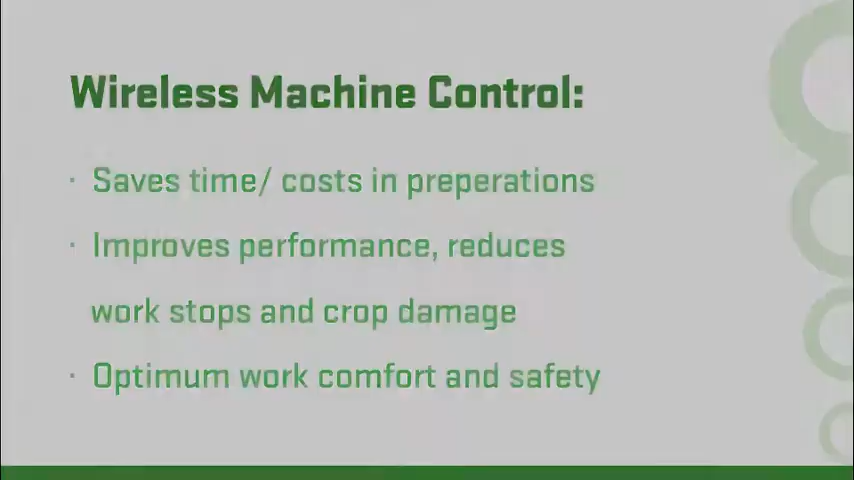 Wireless Machine Control:
· Saves time/ costs in preperations
· Improves performance, reduces
work stops and crop damage
· Optimum work comfort and safety